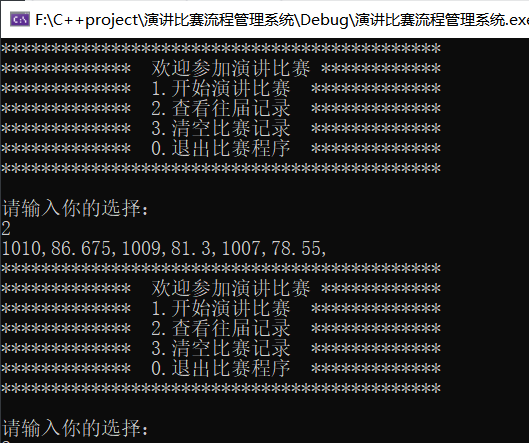 F:\C++project\演讲比赛流程管理系统\Debug\演讲比赛流程管理系统.exe
********************************************
************* 欢迎参加演讲比赛 ************
************* 1.开始演讲比赛 *************
************* 2.查看往届记录 *************
************* 3.清空比赛记录 *************
************* 0.退出比赛程序 *************
********************************************
请输入你的选择:
2
1010,86.675,1009,81.3,1007,78.55,
********************************************
************* 欢迎参加演讲比赛 ************
************* 1.开始演讲比赛 *************
************* 2.查看往届记录 *************
************* 3.清空比赛记录 *************
************* 0.退出比赛程序 *************
********************************************
请输入你的选择: